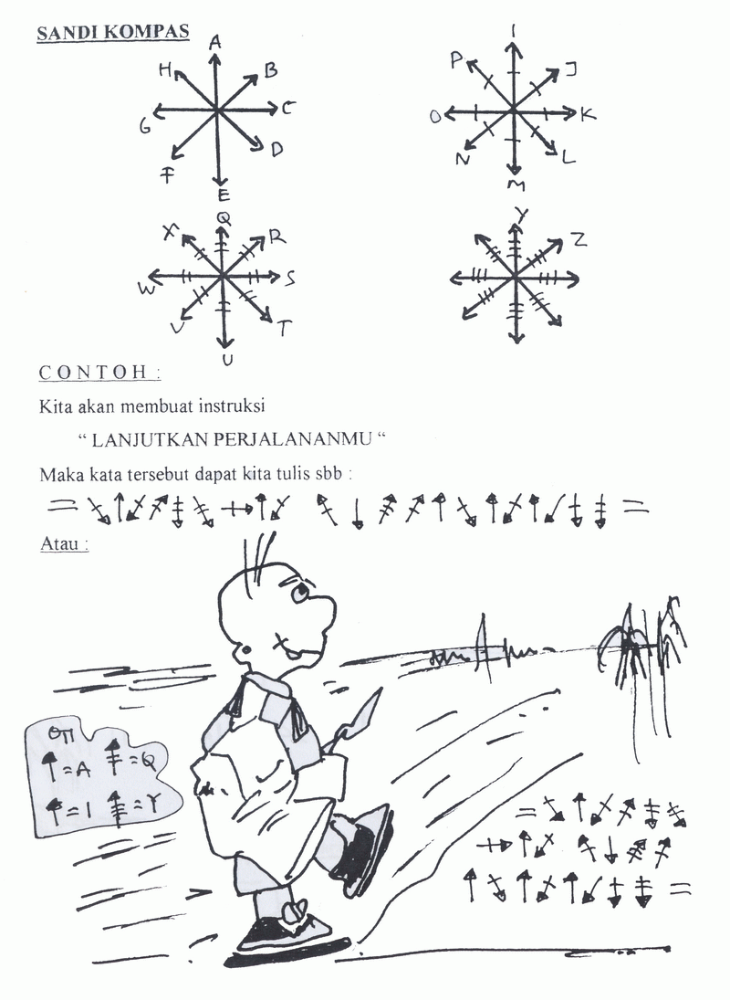 SANDI KOMPAS
A
H B
G C
F D
E
I
P J
O K
N L
M
Q
X R
W S
V T
U
Y
Z
CONTOH :
Kita akan membuat instruksi
“ LANJUTKAN PERJALANANMU “
Maka kata tersebut dapat kita tulis sbb :
Atau :
=A =Q
=I =Y